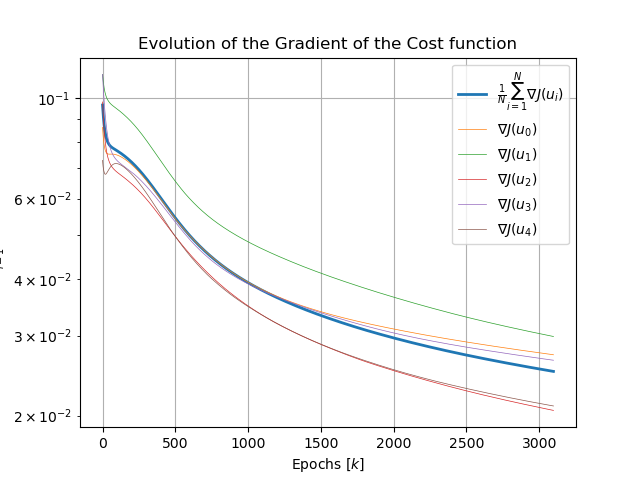 Evolution of the Gradient of the Cost function
10⁻¹
6 × 10⁻²
4 × 10⁻²
3 × 10⁻²
2 × 10⁻²
0 500 1000 1500 2000 2500 3000
Epochs [k]
1/N ∑_{i=1}^{N} ∇J(u_i)
∇J(u₀)
∇J(u₁)
∇J(u₂)
∇J(u₃)
∇J(u₄)